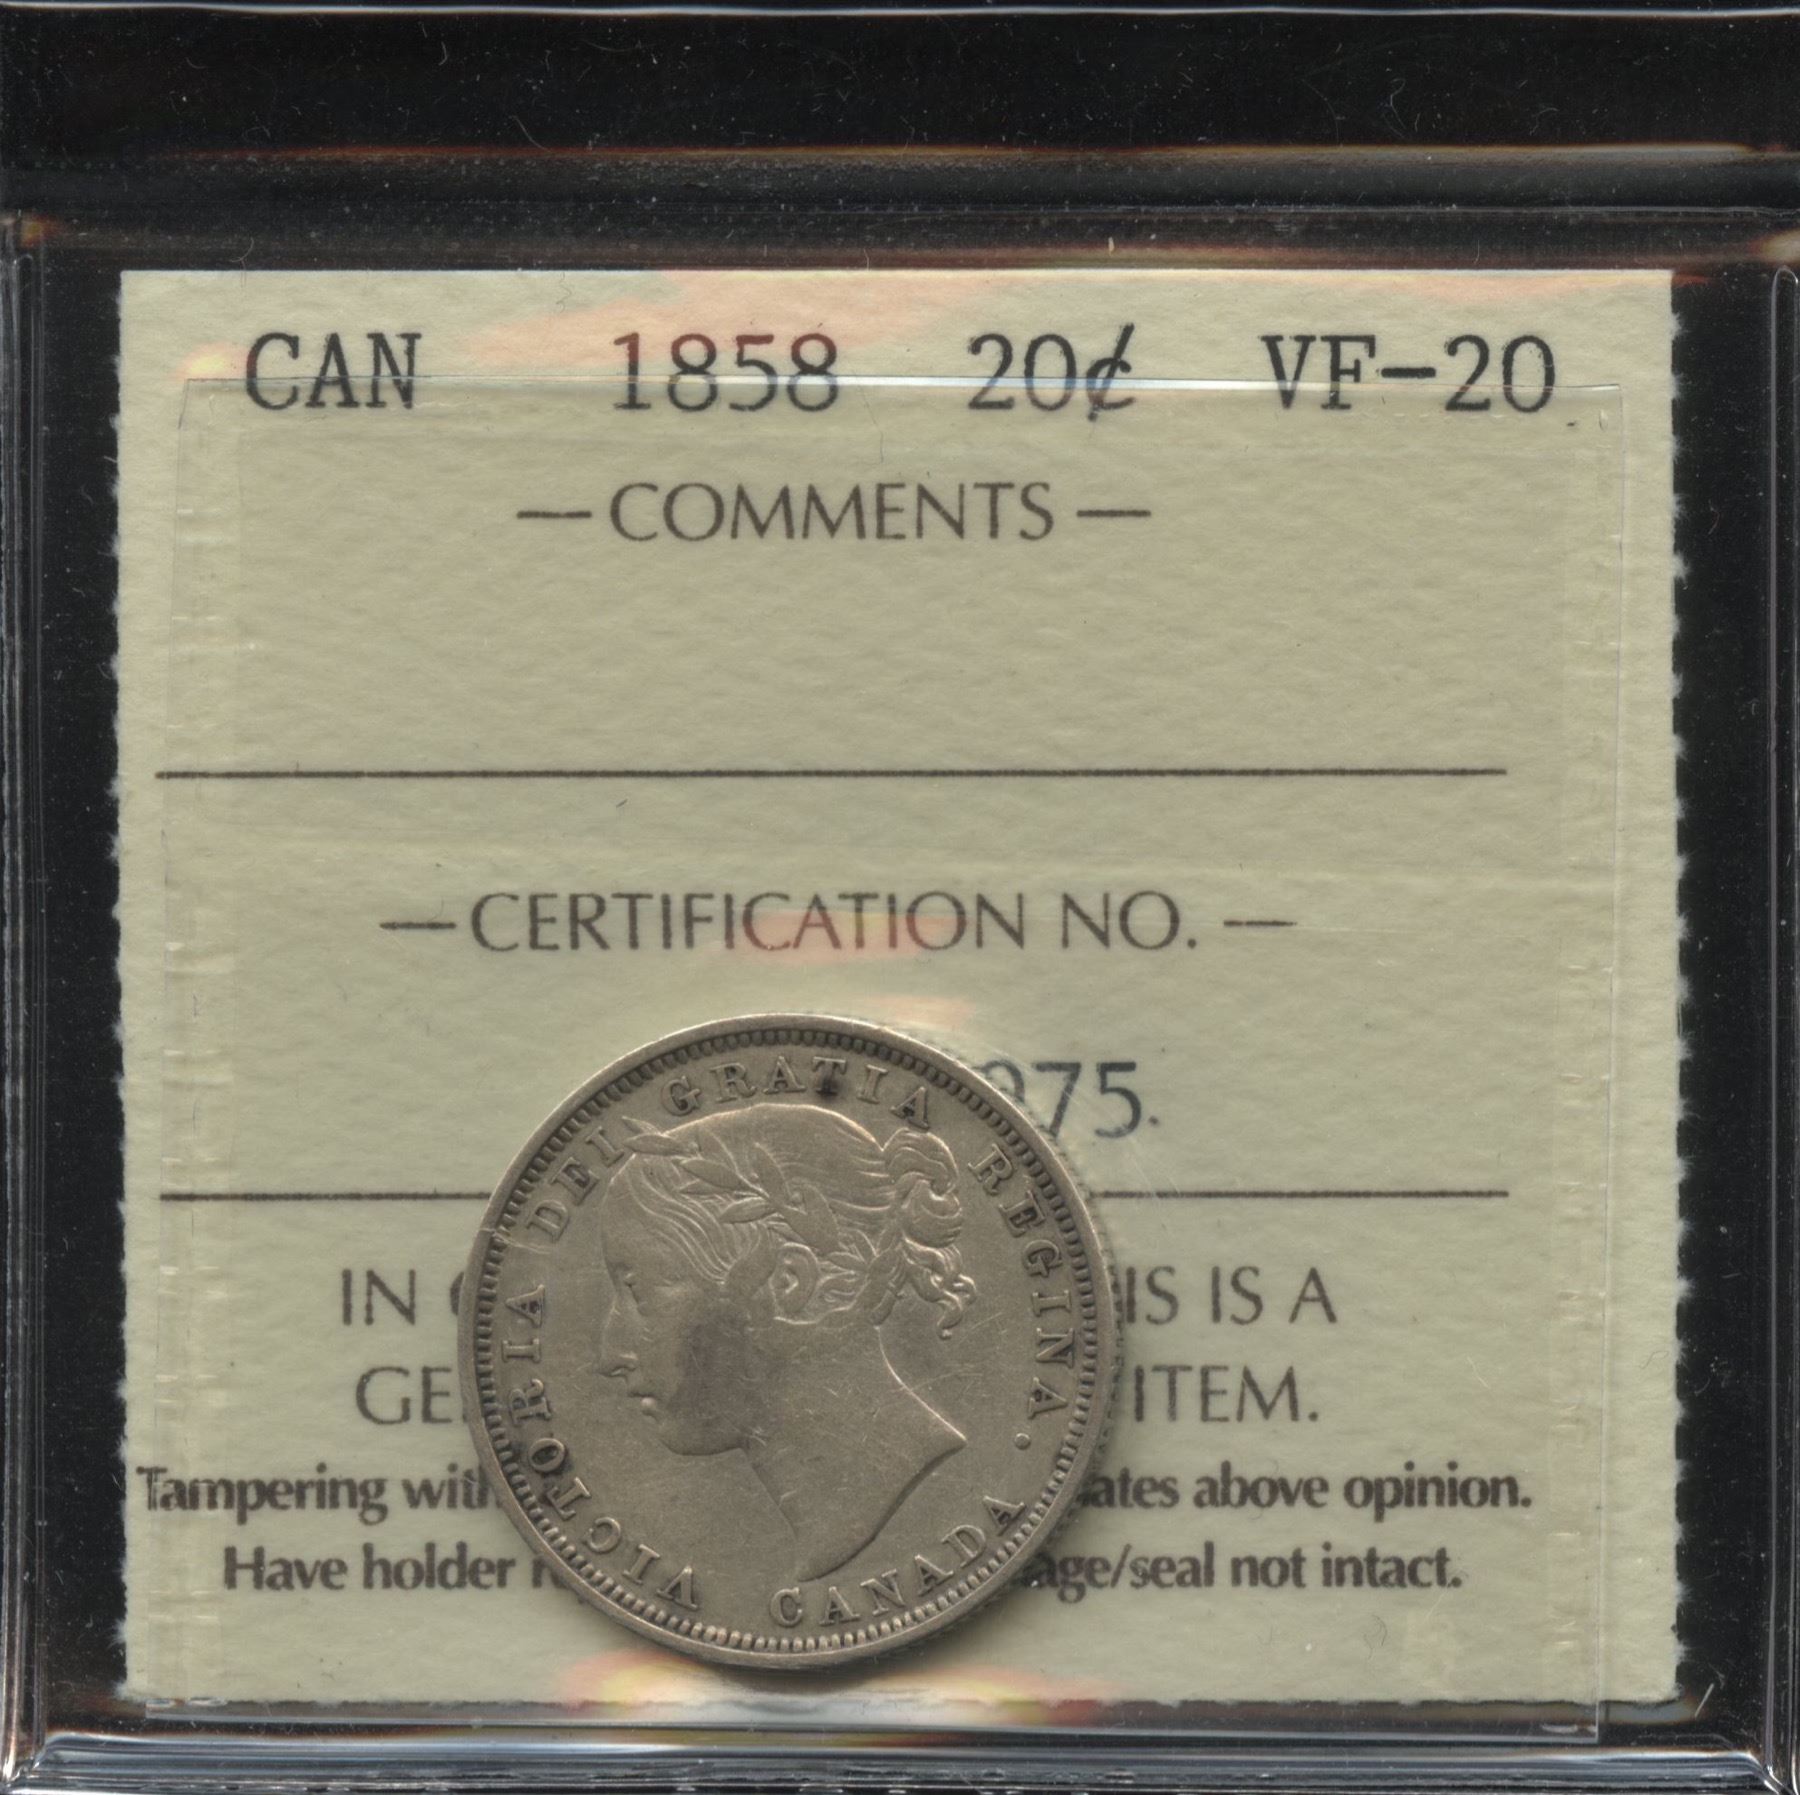 CAN 1858 20¢ VF-20
— COMMENTS —
— CERTIFICATION NO. —
975.
IN IS IS A
GE ITEM.
Tampering with ates above opinion.
Have holder age/seal not intact.
VICTORIA DEI GRATIA REGINA.
CANADA